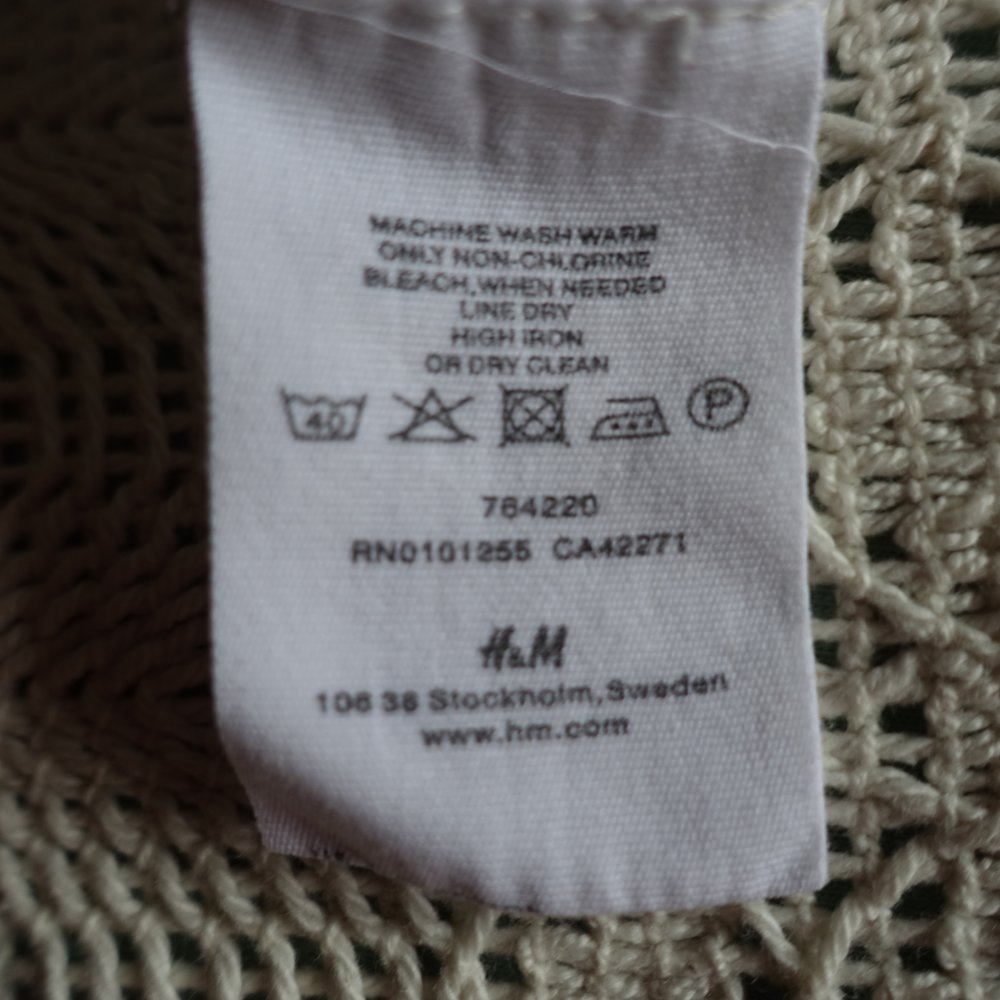 MACHINE WASH WARM
ONLY NON-CHLORINE
BLEACH, WHEN NEEDED
LINE DRY
HIGH IRON
OR DRY CLEAN
40 P
764220
RN0101255 CA42271
H&M
106 38 Stockholm, Sweden
www.hm.com